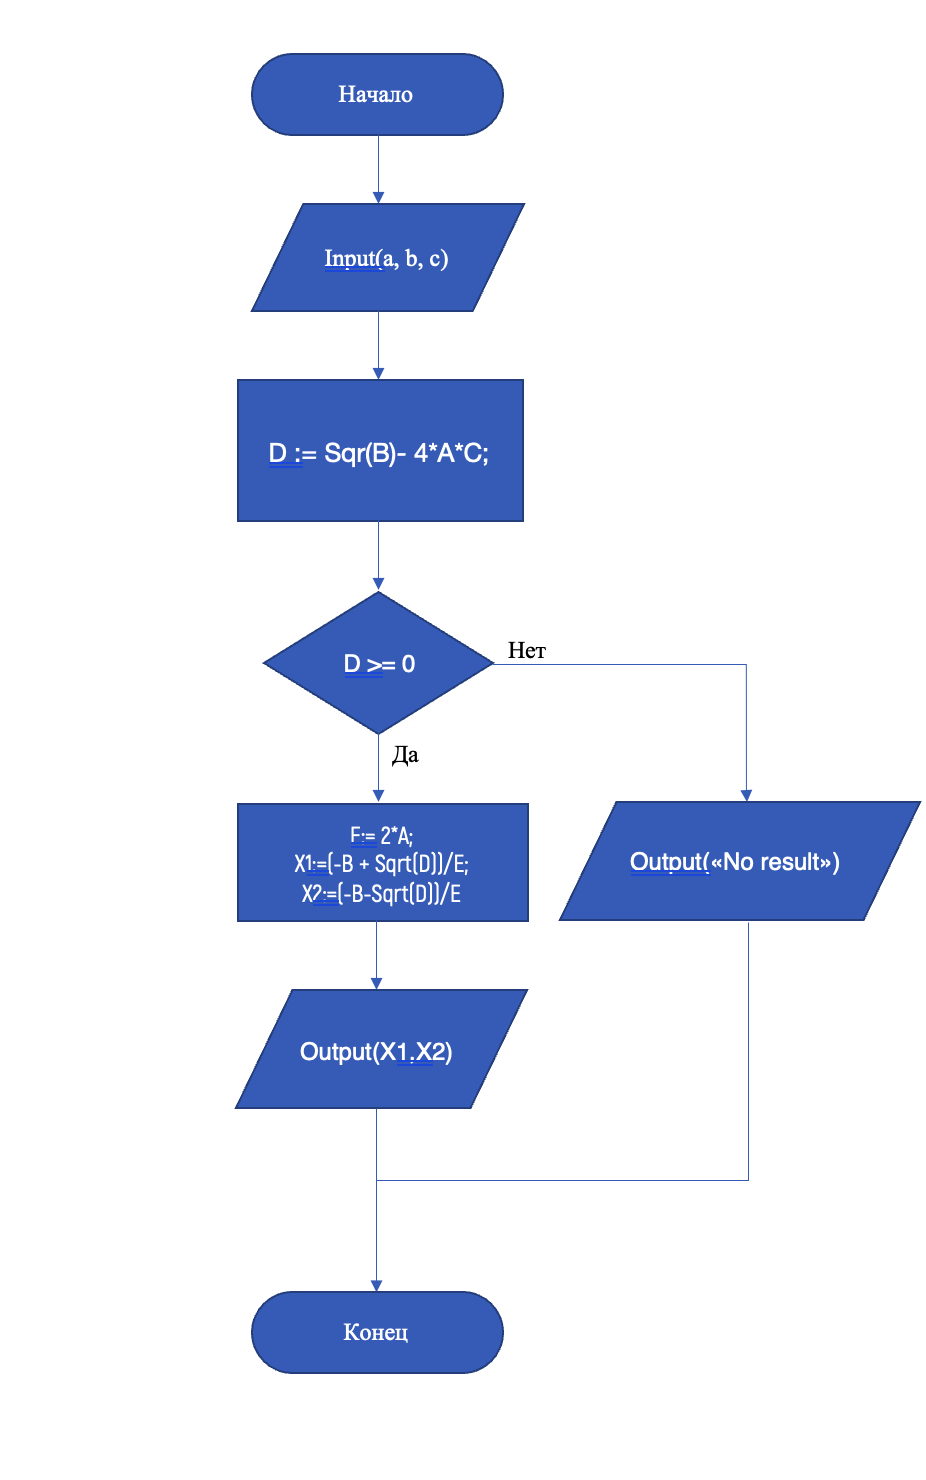 Начало
Input(a, b, c)
D := Sqr(B)- 4*A*C;
D >= 0
Нет
Да
E:= 2*A;
X1:=(-B + Sqrt(D))/E;
X2:=(-B-Sqrt(D))/E
Output(«No result»)
Output(X1,X2)
Конец